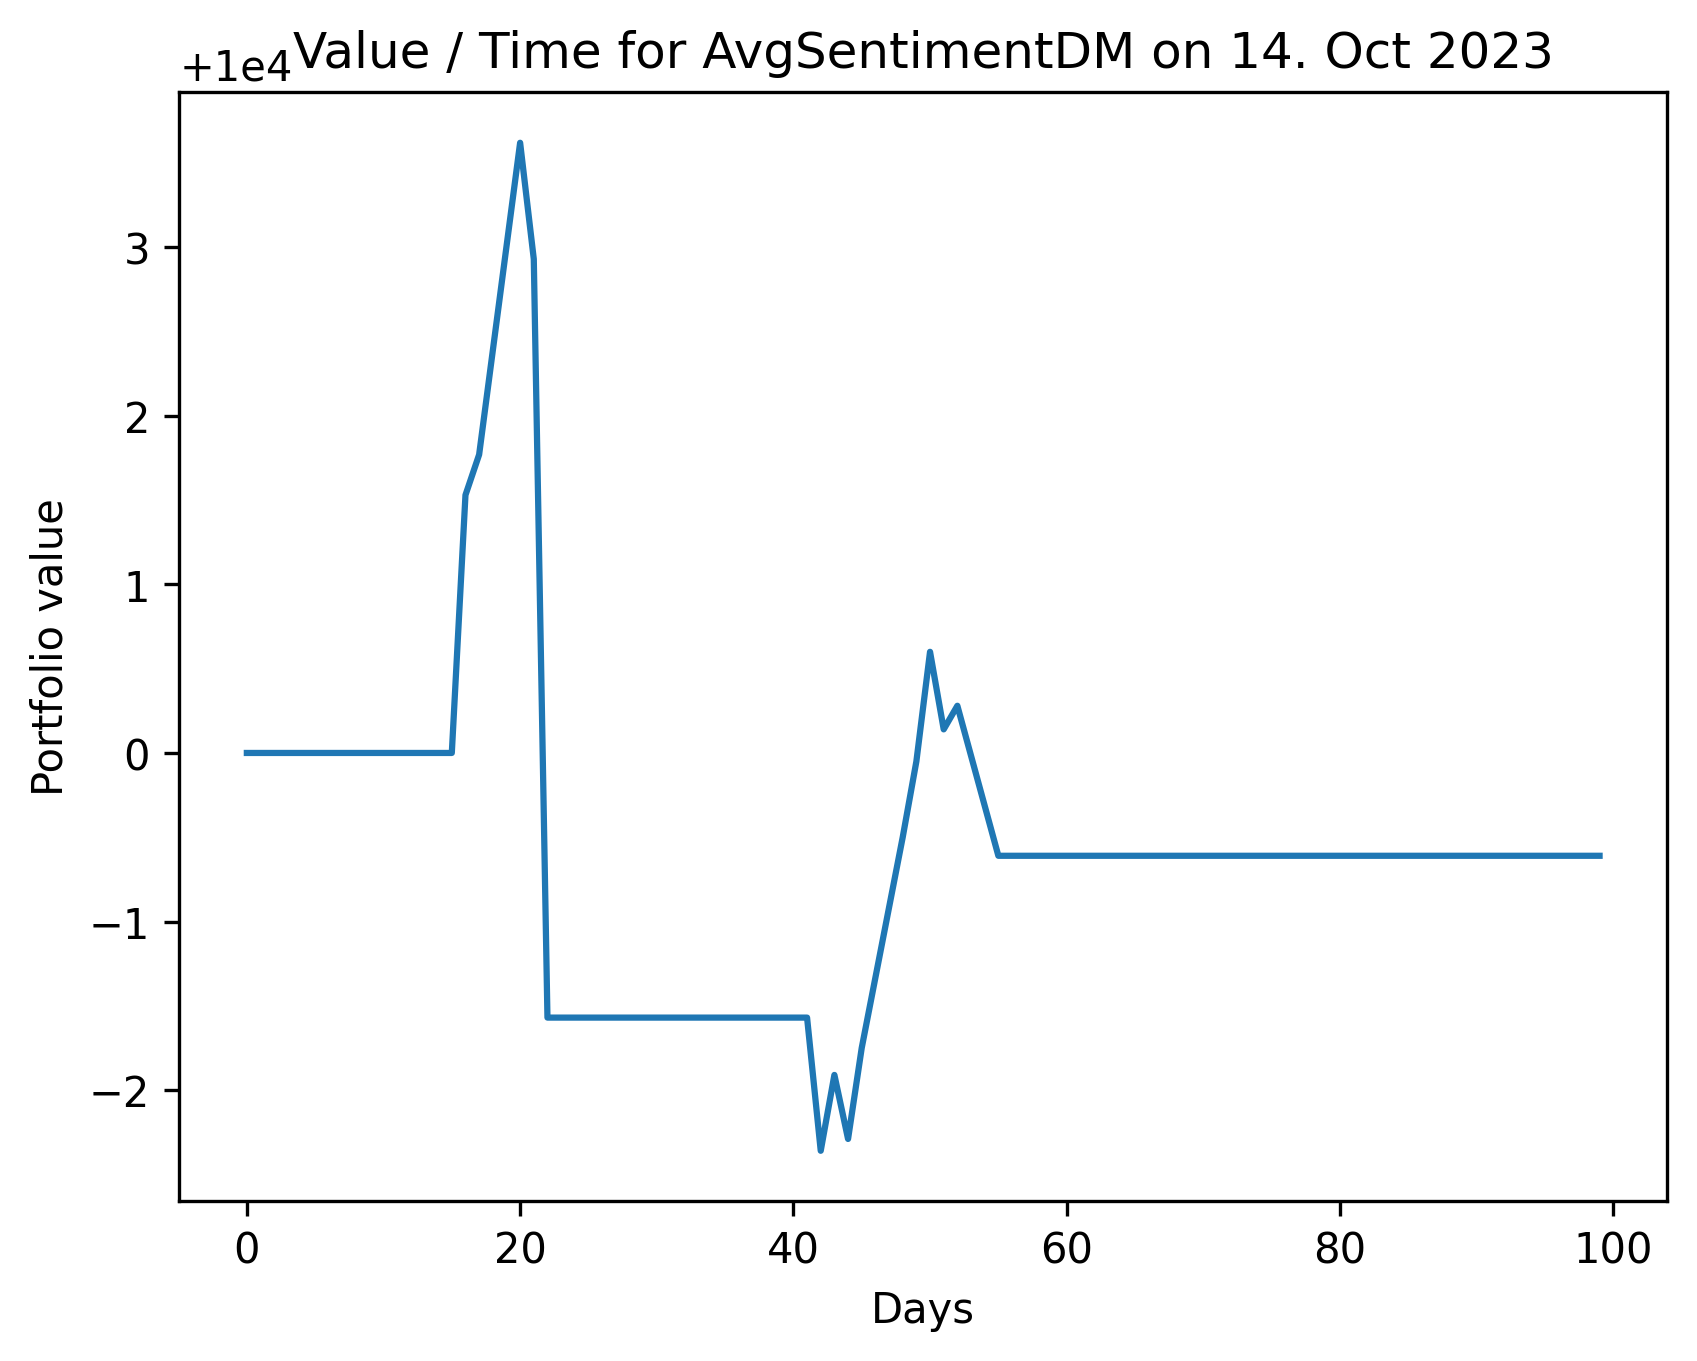 Value / Time for AvgSentimentDM on 14. Oct 2023
+1e4
3
2
1
0
−1
−2
Portfolio value
0 20 40 60 80 100
Days